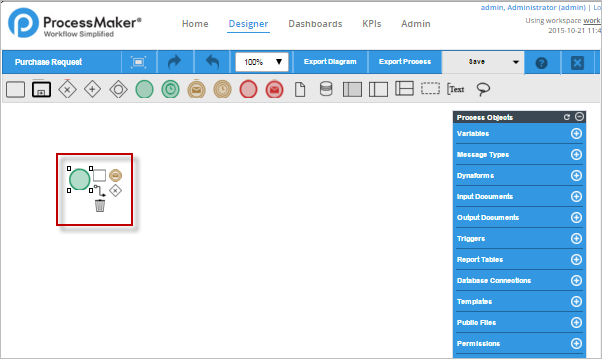 admin, Administrator (admin) | Lo
ProcessMaker®
Workflow Simplified
Home
Designer
Dashboards
KPIs
Admin
Using workspace work
2015-10-21 11:4
Purchase Request
100%
Export Diagram
Export Process
Save
?
Text
Process Objects
Variables
Message Types
Dynaforms
Input Documents
Output Documents
Triggers
Report Tables
Database Connections
Templates
Public Files
Permissions